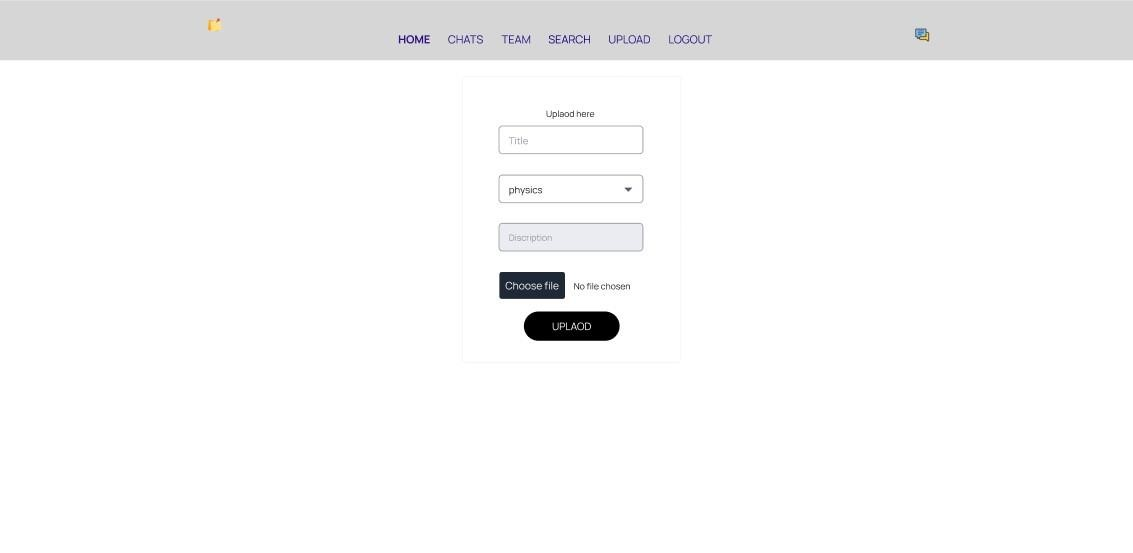 HOME CHATS TEAM SEARCH UPLOAD LOGOUT
Uplaod here
Title
physics
Discription
Choose file No file chosen
UPLAOD